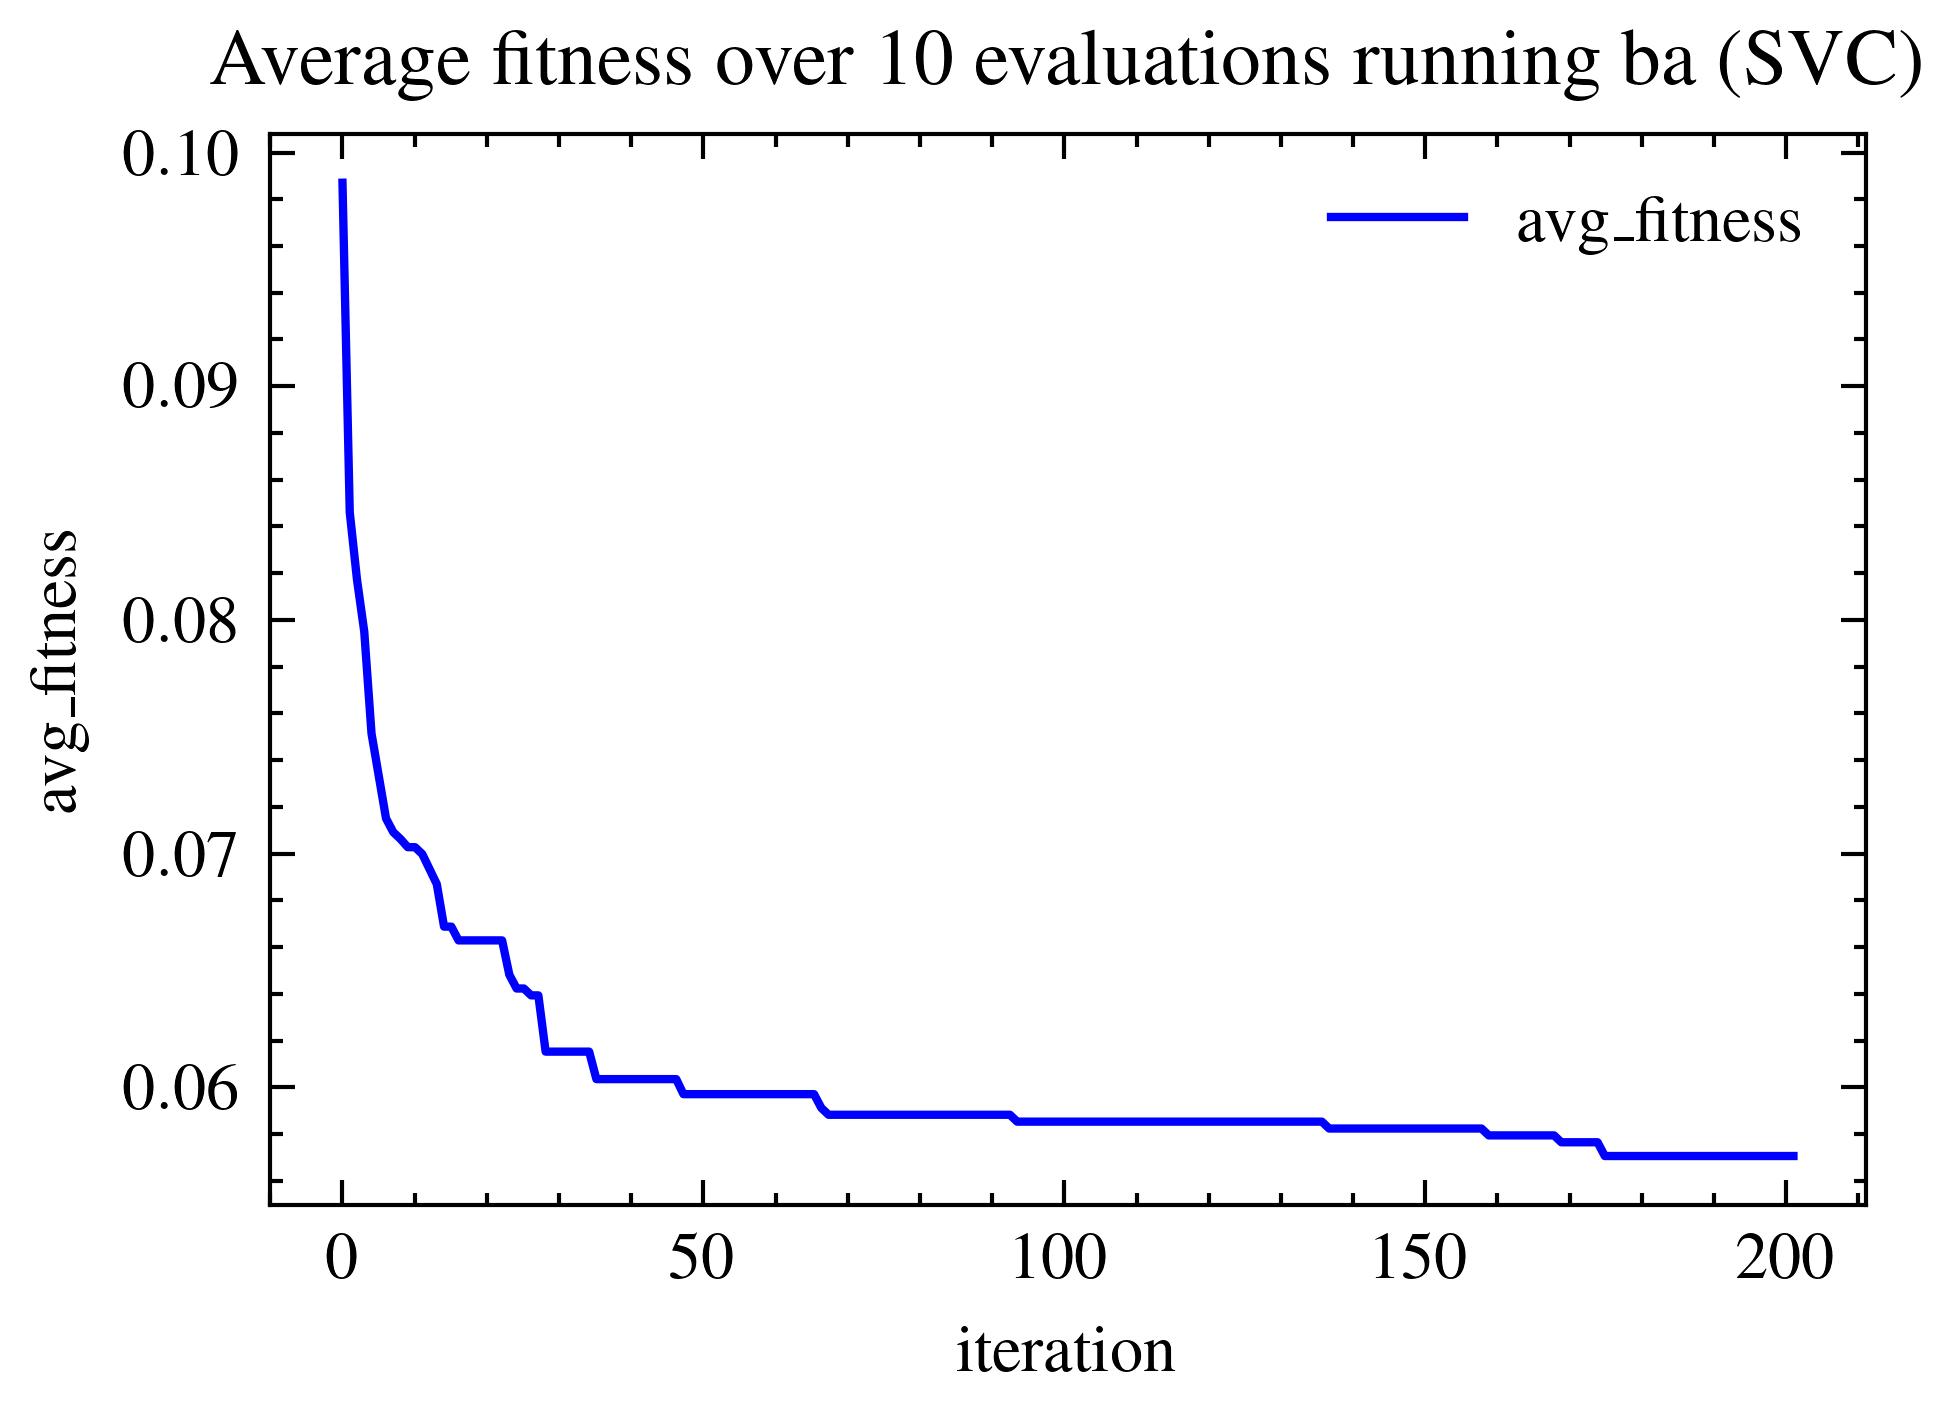 Average fitness over 10 evaluations running ba (SVC)
0.10
0.09
0.08
0.07
0.06
avg_fitness
avg_fitness
0 50 100 150 200
iteration